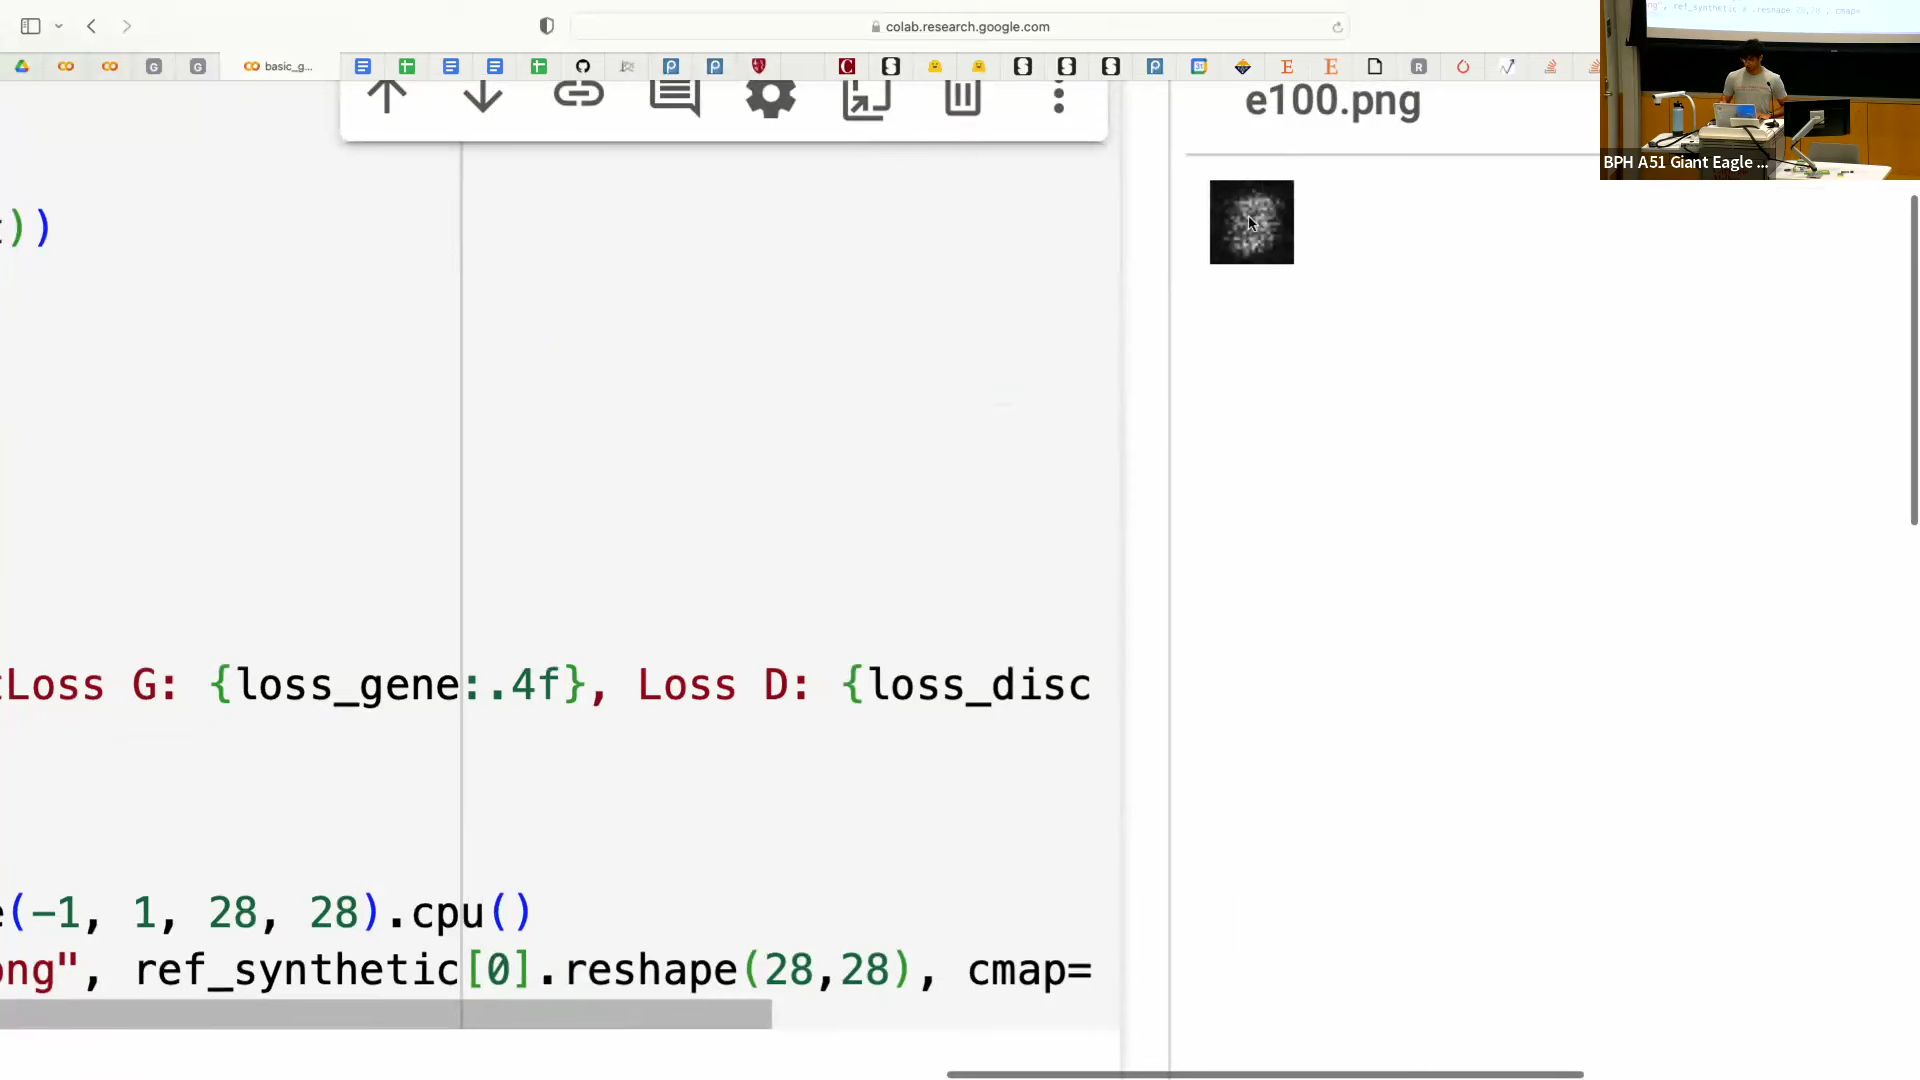 colab.research.google.com
basic_g...
e100.png
BPH A51 Giant Eagle ...
))
Loss G: {loss_gene:.4f}, Loss D: {loss_disc
(-1, 1, 28, 28).cpu()
ng", ref_synthetic[0].reshape(28,28), cmap=